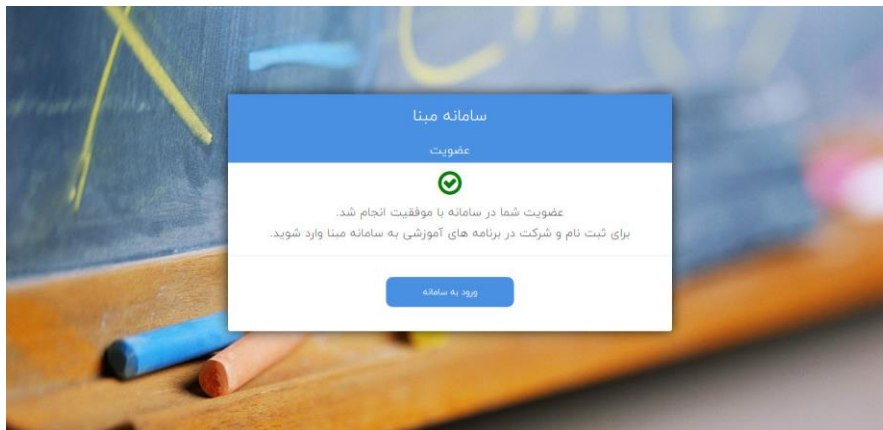 سامانه مبنا
عضویت
عضویت شما در سامانه با موفقیت انجام شد.
برای ثبت نام و شرکت در برنامه های آموزشی به سامانه مبنا وارد شوید.
ورود به سامانه